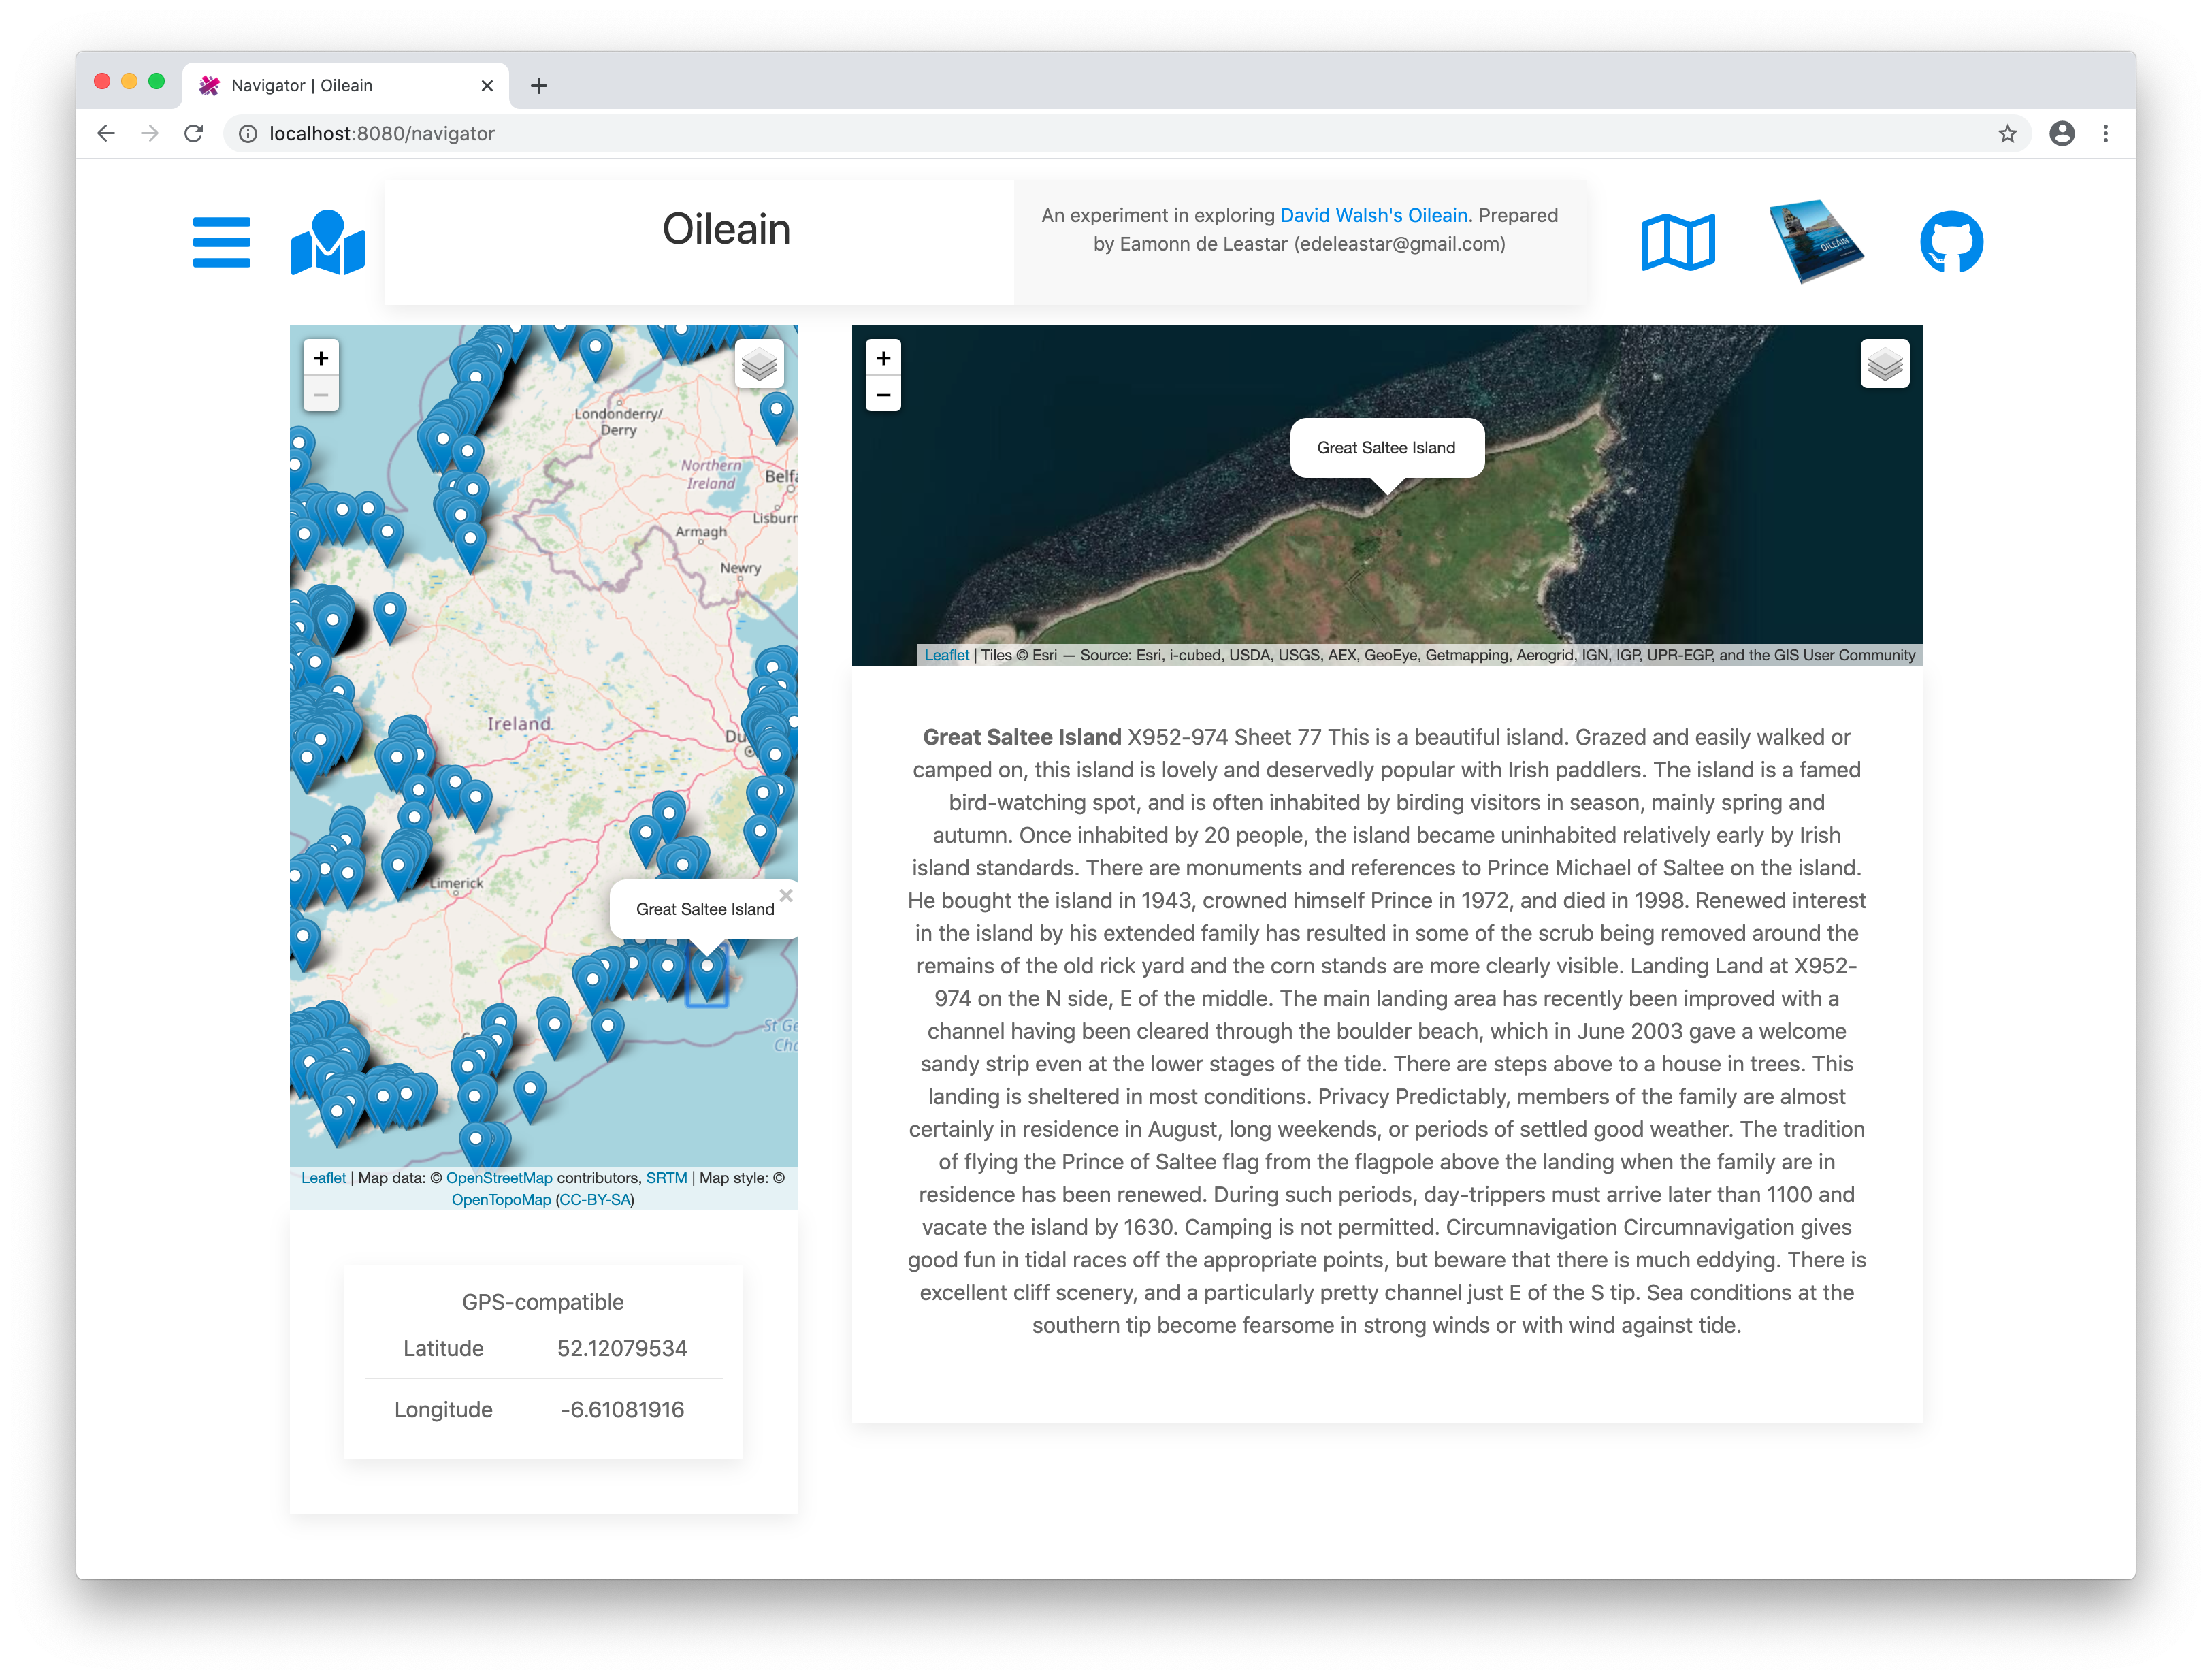 Navigator | Oileain
localhost:8080/navigator
Oileain
An experiment in exploring David Walsh's Oileain. Prepared
by Eamonn de Leastar (edeleastar@gmail.com)
OILEÁIN
+
−
Londonderry/
Derry
Northern
Ireland
Belfa
Lisburn
Armagh
Newry
Ireland
Du
Limerick
Great Saltee Island
×
St Ge
Cha
Leaflet | Map data: © OpenStreetMap contributors, SRTM | Map style: ©
OpenTopoMap (CC-BY-SA)
GPS-compatible
Latitude 52.12079534
Longitude -6.61081916
+
−
Great Saltee Island
Leaflet | Tiles © Esri — Source: Esri, i-cubed, USDA, USGS, AEX, GeoEye, Getmapping, Aerogrid, IGN, IGP, UPR-EGP, and the GIS User Community
Great Saltee Island X952-974 Sheet 77 This is a beautiful island. Grazed and easily walked or
camped on, this island is lovely and deservedly popular with Irish paddlers. The island is a famed
bird-watching spot, and is often inhabited by birding visitors in season, mainly spring and
autumn. Once inhabited by 20 people, the island became uninhabited relatively early by Irish
island standards. There are monuments and references to Prince Michael of Saltee on the island.
He bought the island in 1943, crowned himself Prince in 1972, and died in 1998. Renewed interest
in the island by his extended family has resulted in some of the scrub being removed around the
remains of the old rick yard and the corn stands are more clearly visible. Landing Land at X952-
974 on the N side, E of the middle. The main landing area has recently been improved with a
channel having been cleared through the boulder beach, which in June 2003 gave a welcome
sandy strip even at the lower stages of the tide. There are steps above to a house in trees. This
landing is sheltered in most conditions. Privacy Predictably, members of the family are almost
certainly in residence in August, long weekends, or periods of settled good weather. The tradition
of flying the Prince of Saltee flag from the flagpole above the landing when the family are in
residence has been renewed. During such periods, day-trippers must arrive later than 1100 and
vacate the island by 1630. Camping is not permitted. Circumnavigation Circumnavigation gives
good fun in tidal races off the appropriate points, but beware that there is much eddying. There is
excellent cliff scenery, and a particularly pretty channel just E of the S tip. Sea conditions at the
southern tip become fearsome in strong winds or with wind against tide.